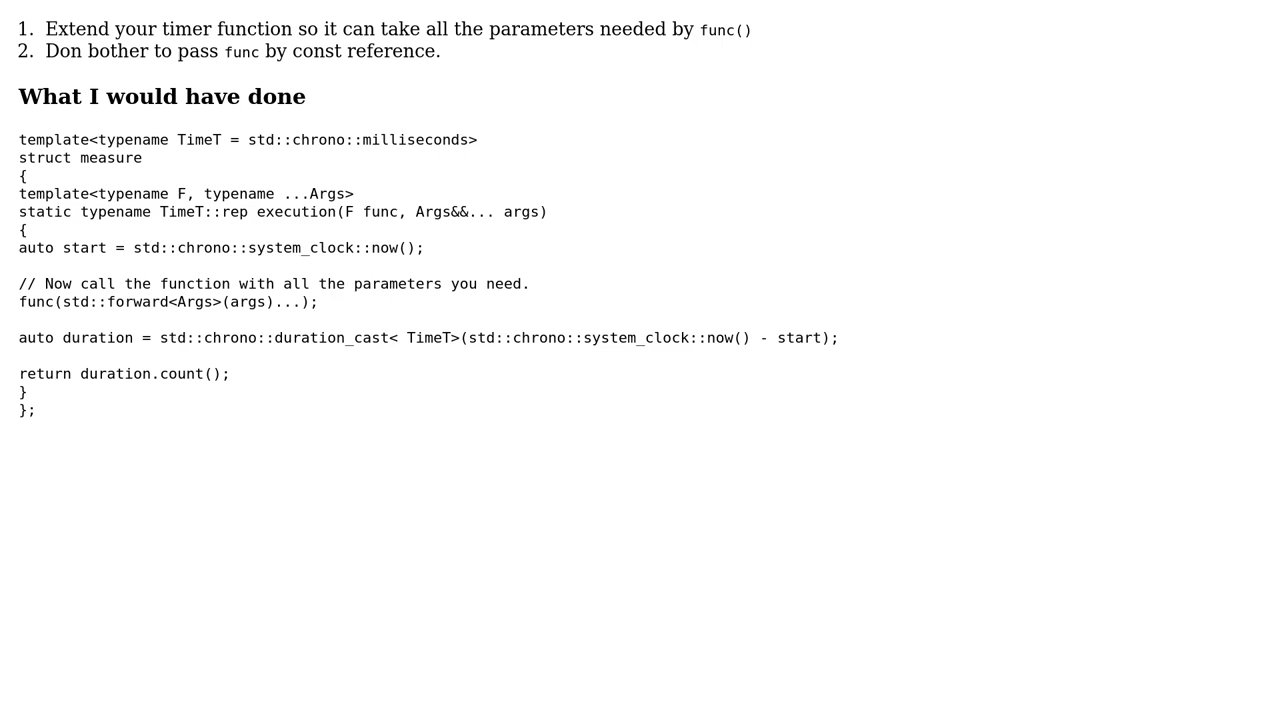 1. Extend your timer function so it can take all the parameters needed by func()
2. Don bother to pass func by const reference.
What I would have done
template<typename TimeT = std::chrono::milliseconds>
struct measure
{
template<typename F, typename ...Args>
static typename TimeT::rep execution(F func, Args&&... args)
{
auto start = std::chrono::system_clock::now();
// Now call the function with all the parameters you need.
func(std::forward<Args>(args)...);
auto duration = std::chrono::duration_cast< TimeT>(std::chrono::system_clock::now() - start);
return duration.count();
}
};